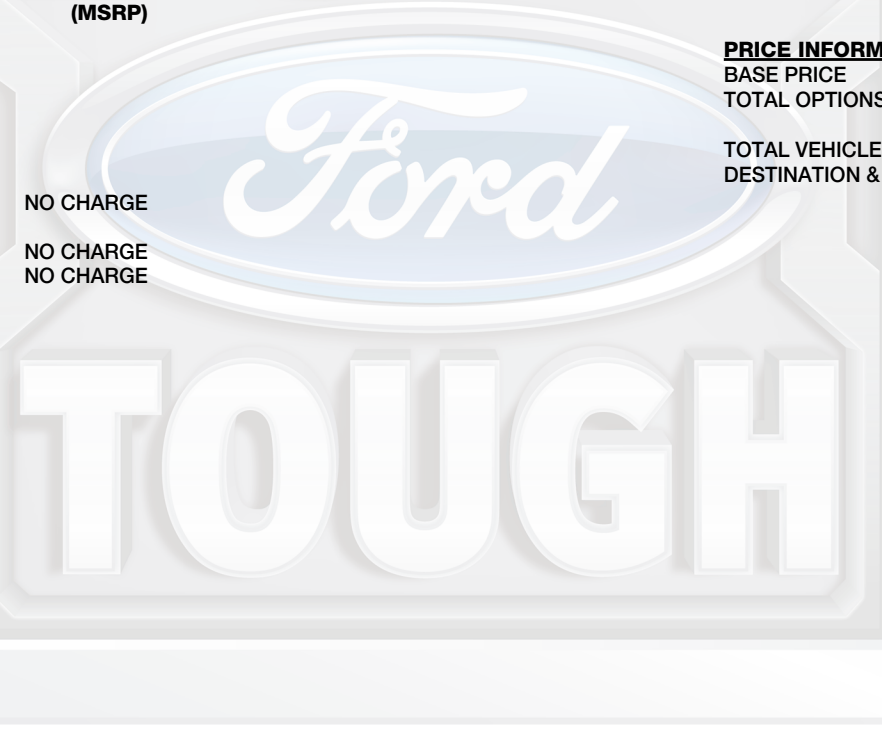 (MSRP)
NO CHARGE
NO CHARGE
NO CHARGE
PRICE INFORM
BASE PRICE
TOTAL OPTIONS
TOTAL VEHICLE
DESTINATION &
Ford
TOUGH